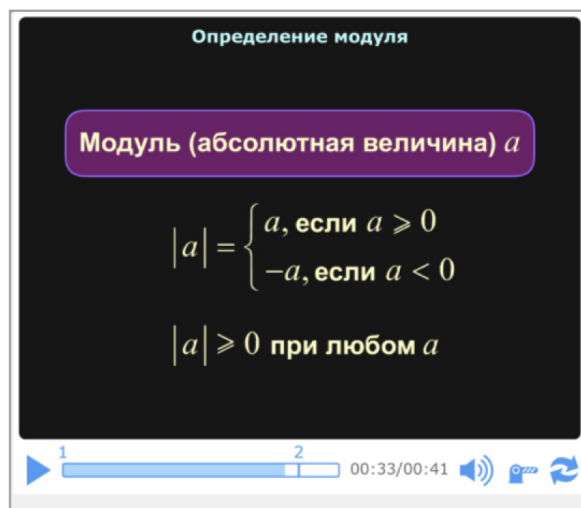 Определение модуля
Модуль (абсолютная величина) a
|a| = { a, если a ⩾ 0
−a, если a < 0
|a| ⩾ 0 при любом a
1 2
00:33/00:41